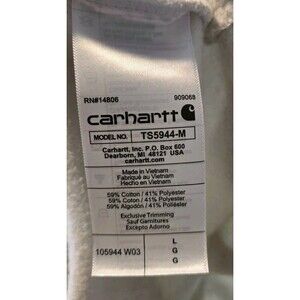 RN#14806 909068
carhartt
MODEL NO. TS5944-M
Carhartt, Inc. P.O. Box 600
Dearborn, MI 48121 USA
carhartt.com
Made in Vietnam
Fabriqué au Vietnam
Hecho en Vietnam
59% Cotton / 41% Polyester
59% Coton / 41% Polyester
59% Algodón / 41% Poliéster
Exclusive Trimming
Sauf Garnitures
Excepto Adorno
105944 W03
L
G
G